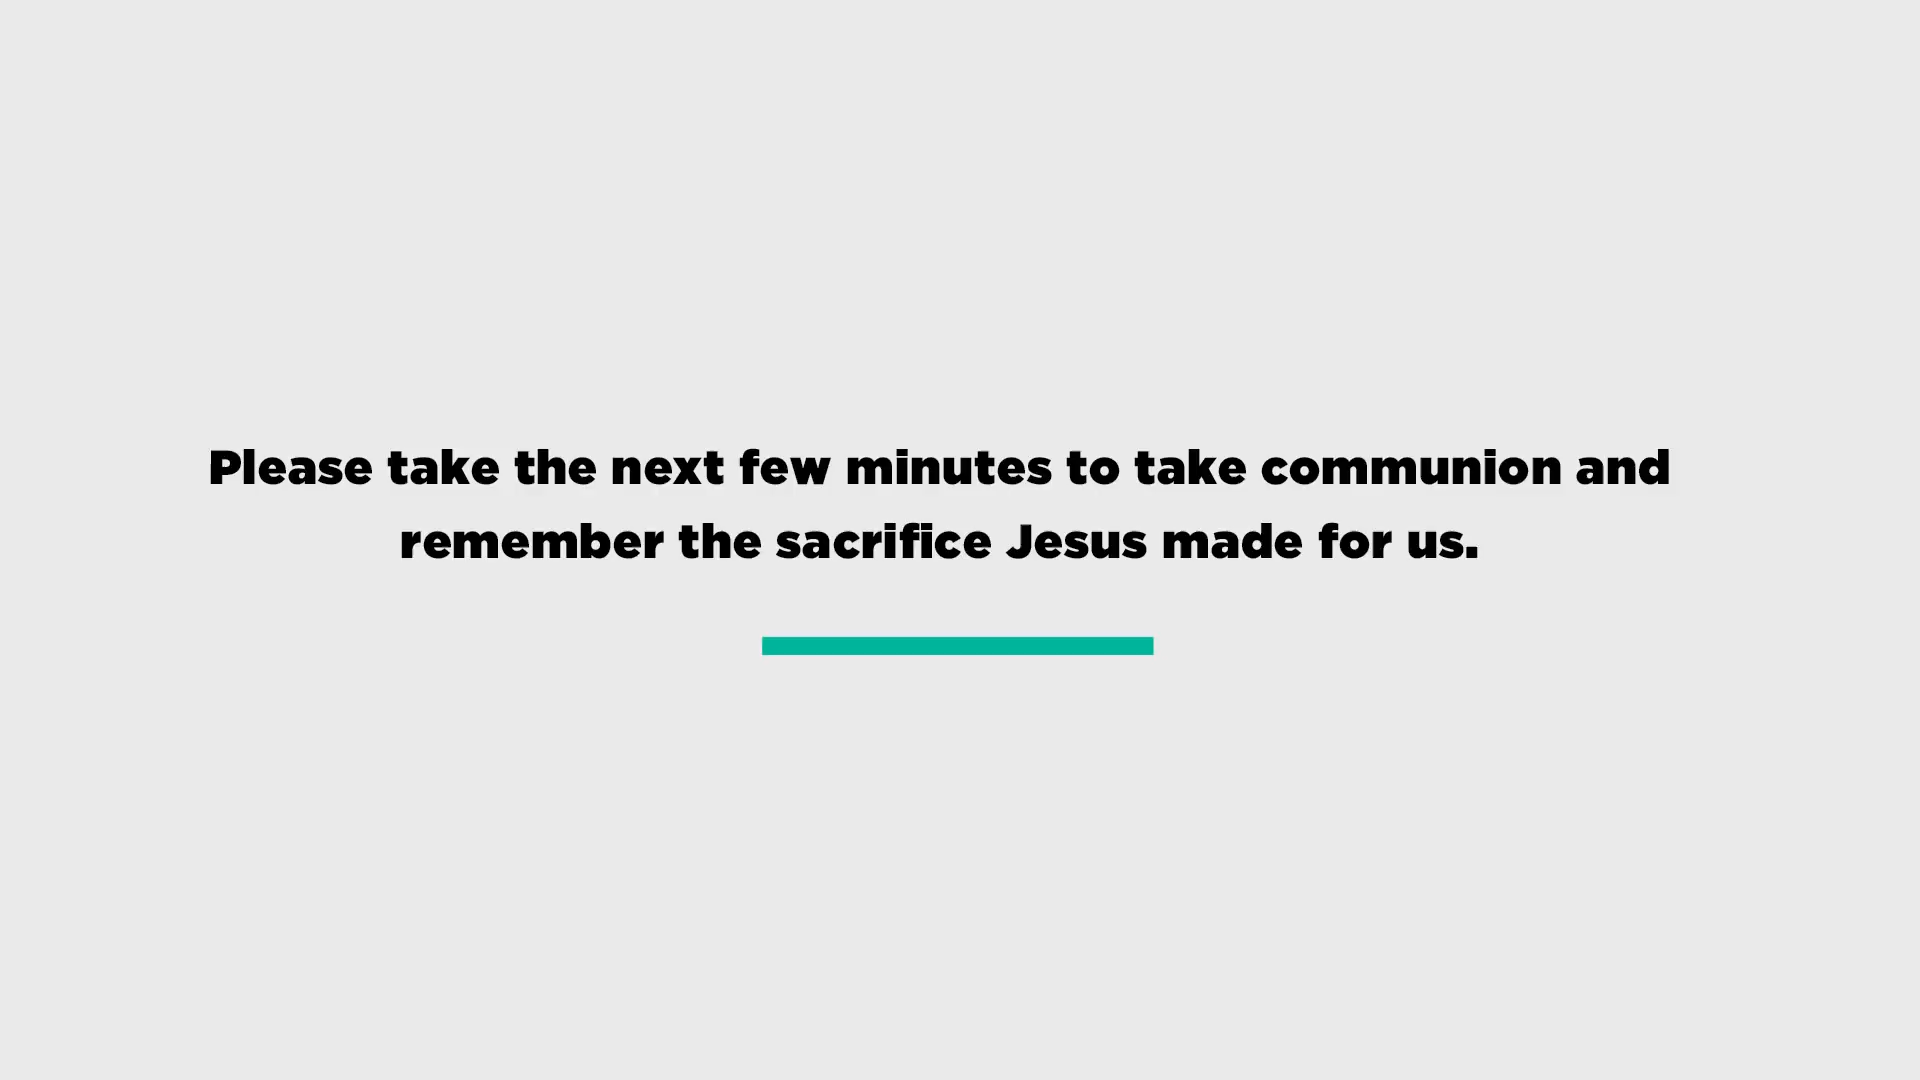 Please take the next few minutes to take communion and
remember the sacrifice Jesus made for us.